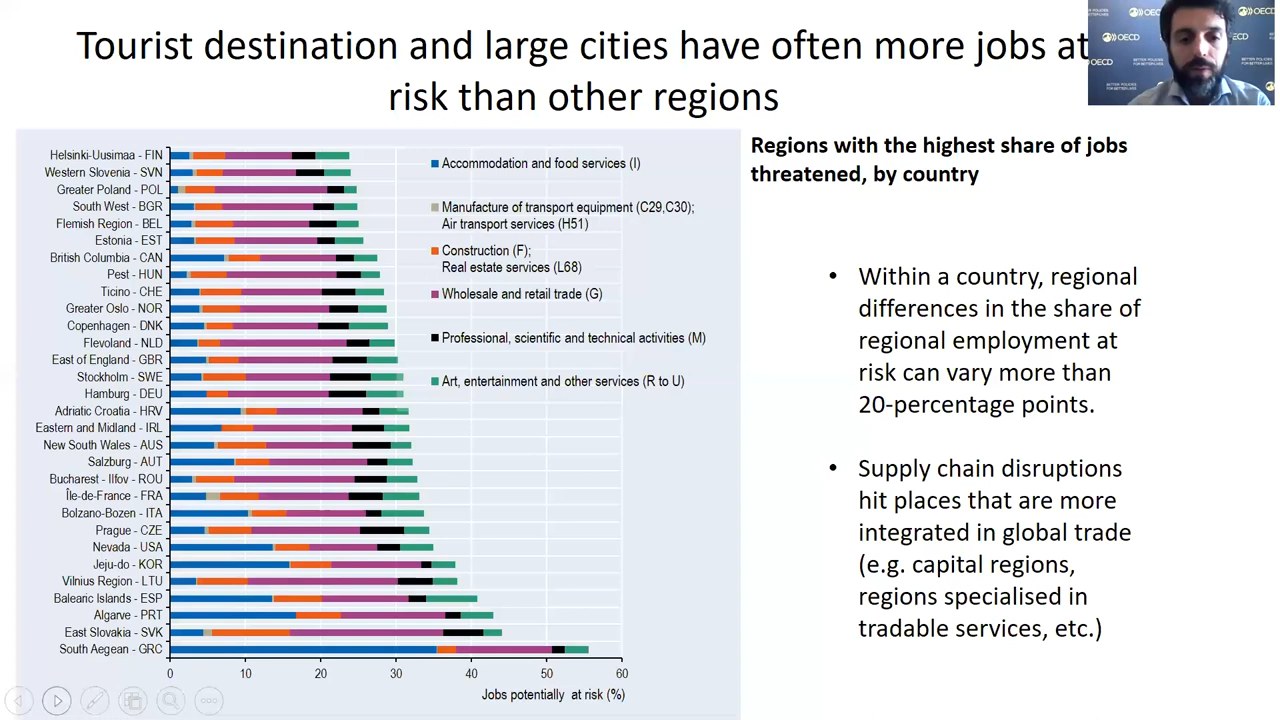 Tourist destination and large cities have often more jobs at
risk than other regions
OECD
OECD
OECD
OECD
BETTER POLICIES
FOR BETTER LIVES
Regions with the highest share of jobs
threatened, by country
Helsinki-Uusimaa - FIN
Western Slovenia - SVN
Greater Poland - POL
South West - BGR
Flemish Region - BEL
Estonia - EST
British Columbia - CAN
Pest - HUN
Ticino - CHE
Greater Oslo - NOR
Copenhagen - DNK
Flevoland - NLD
East of England - GBR
Stockholm - SWE
Hamburg - DEU
Adriatic Croatia - HRV
Eastern and Midland - IRL
New South Wales - AUS
Salzburg - AUT
Bucharest - Ilfov - ROU
Île-de-France - FRA
Bolzano-Bozen - ITA
Prague - CZE
Nevada - USA
Jeju-do - KOR
Vilnius Region - LTU
Balearic Islands - ESP
Algarve - PRT
East Slovakia - SVK
South Aegean - GRC
0 10 20 30 40 50 60
Jobs potentially at risk (%)
Accommodation and food services (I)
Manufacture of transport equipment (C29,C30);
Air transport services (H51)
Construction (F);
Real estate services (L68)
Wholesale and retail trade (G)
Professional, scientific and technical activities (M)
Art, entertainment and other services (R to U)
• Within a country, regional
differences in the share of
regional employment at
risk can vary more than
20-percentage points.
• Supply chain disruptions
hit places that are more
integrated in global trade
(e.g. capital regions,
regions specialised in
tradable services, etc.)